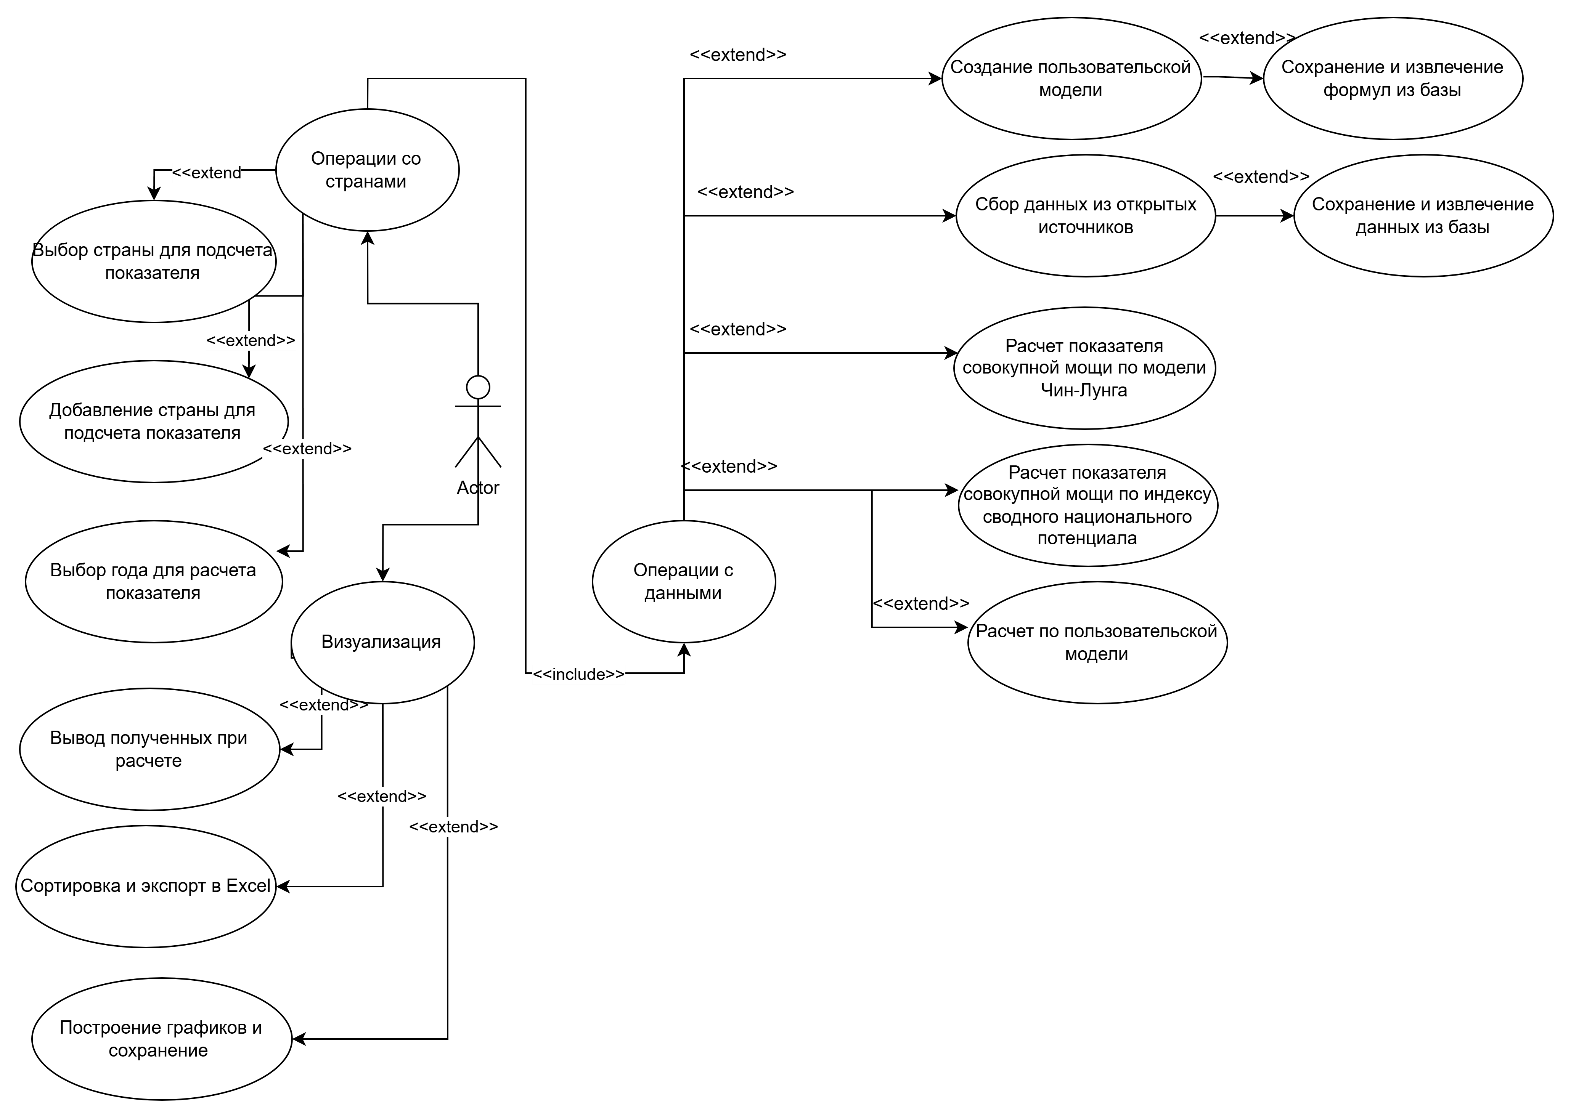 <<extend>>
Создание пользовательской
модели
<<extend>>
Сохранение и извлечение
формул из базы
Операции со
странами
<<extend
Выбор страны для подсчета
показателя
<<extend>>
Сбор данных из открытых
источников
<<extend>>
Сохранение и извлечение
данных из базы
<<extend>>
Добавление страны для
подсчета показателя
<<extend>>
<<extend>>
Расчет показателя
совокупной мощи по модели
Чин-Лунга
Actor
<<extend>>
Расчет показателя
совокупной мощи по индексу
сводного национального
потенциала
Выбор года для расчета
показателя
Операции с
данными
<<extend>>
Расчет по пользовательской
модели
Визуализация
<<include>>
<<extend>>
Вывод полученных при
расчете
<<extend>>
<<extend>>
Сортировка и экспорт в Excel
Построение графиков и
сохранение